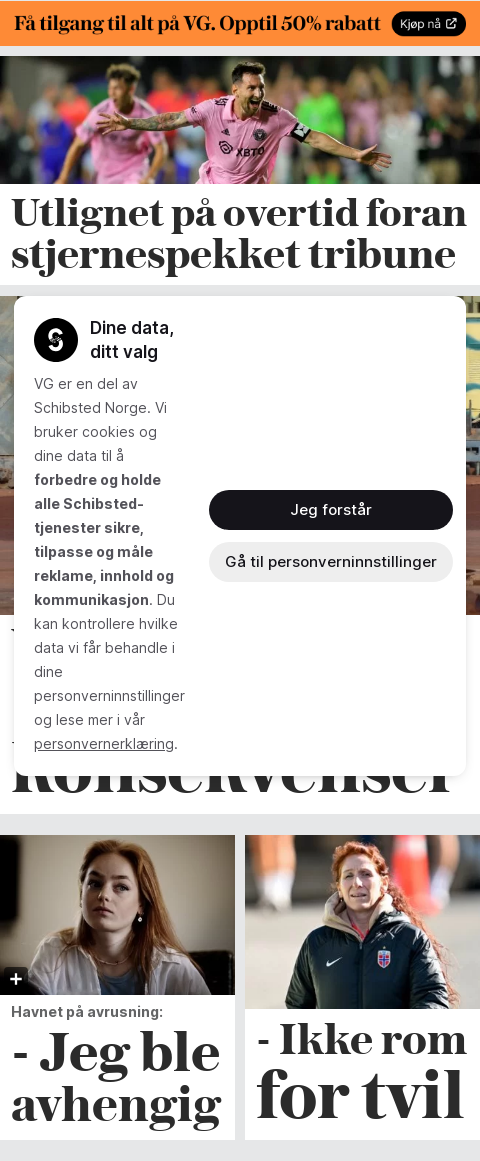 Få tilgang til alt på VG. Opptil 50% rabatt
Kjøp nå
XBTO
Utlignet på overtid foran
stjernespekket tribune
Dine data,
ditt valg
VG er en del av
Schibsted Norge. Vi
bruker cookies og
dine data til å
forbedre og holde
alle Schibsted-
tjenester sikre,
tilpasse og måle
reklame, innhold og
kommunikasjon. Du
kan kontrollere hvilke
data vi får behandle i
dine
personverninnstillinger
og lese mer i vår
personvernerklæring.
Jeg forstår
Gå til personverninnstillinger
konsekvenser
Havnet på avrusning:
- Jeg ble
avhengig
- Ikke rom
for tvil